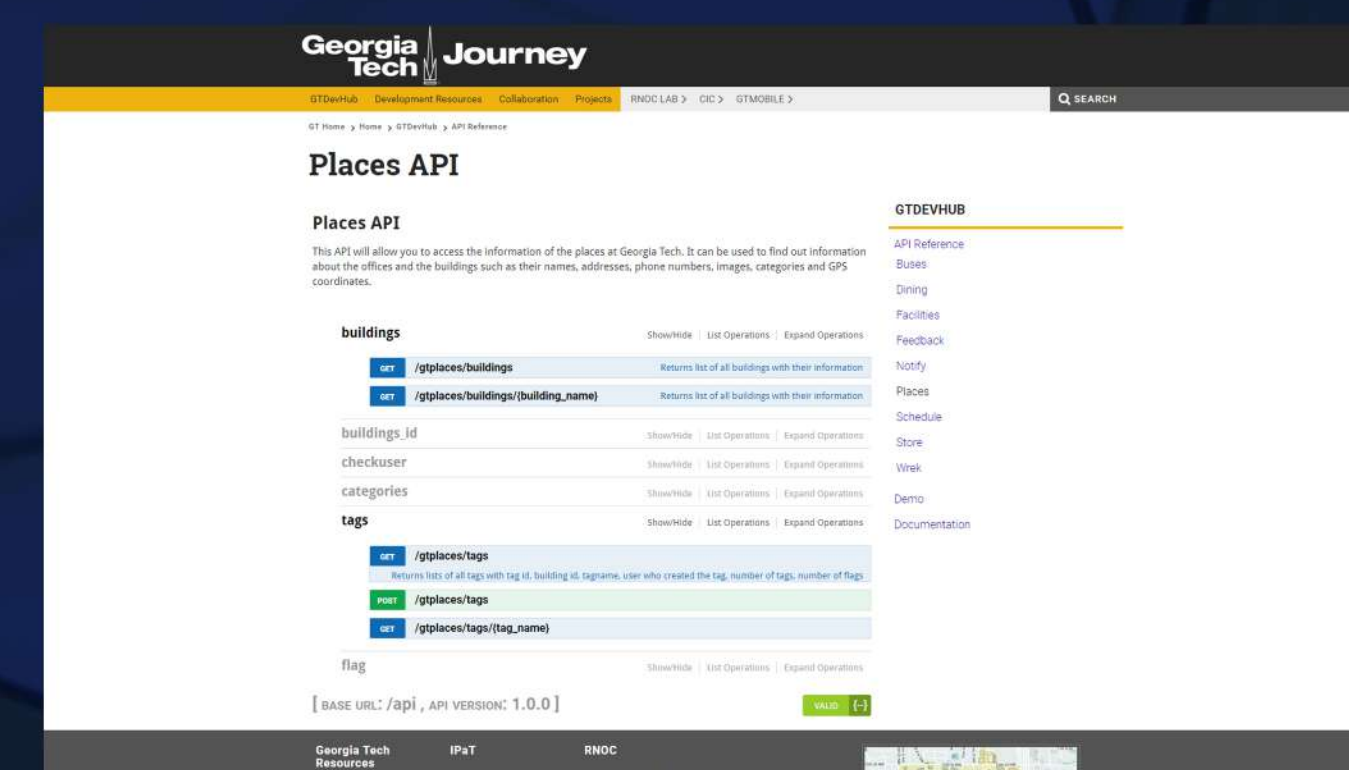 Georgia Tech Journey
GTDevHub Development Resources Collaboration Projects RNOC LAB > CIC > GTMOBILE > SEARCH
GT Home > Home > GTDevHub > API Reference
Places API
Places API
This API will allow you to access the information of the places at Georgia Tech. It can be used to find out information
about the offices and the buildings such as their names, addresses, phone numbers, images, categories and GPS
coordinates.
buildings Show/Hide | List Operations | Expand Operations
GET /gtplaces/buildings Returns list of all buildings with their information
GET /gtplaces/buildings/{building_name} Returns list of all buildings with their information
buildings_id Show/Hide | List Operations | Expand Operations
checkuser Show/Hide | List Operations | Expand Operations
categories Show/Hide | List Operations | Expand Operations
tags Show/Hide | List Operations | Expand Operations
GET /gtplaces/tags
Returns lists of all tags with tag id, building id, tagname, user who created the tag, number of tags, number of flags
POST /gtplaces/tags
GET /gtplaces/tags/{tag_name}
flag Show/Hide | List Operations | Expand Operations
[ BASE URL: /api , API VERSION: 1.0.0 ] VALID {--}
GTDEVHUB
API Reference
Buses
Dining
Facilities
Feedback
Notify
Places
Schedule
Store
Wrek
Demo
Documentation
Georgia Tech
Resources
IPaT
RNOC